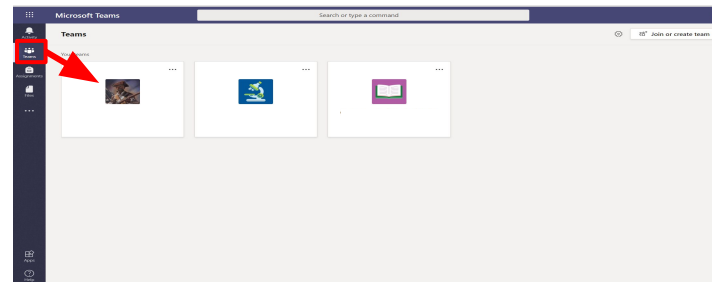 Microsoft Teams
Search or type a command
Activity
Teams
Join or create team
Teams
Your teams
Assignments
Files
Apps
Help